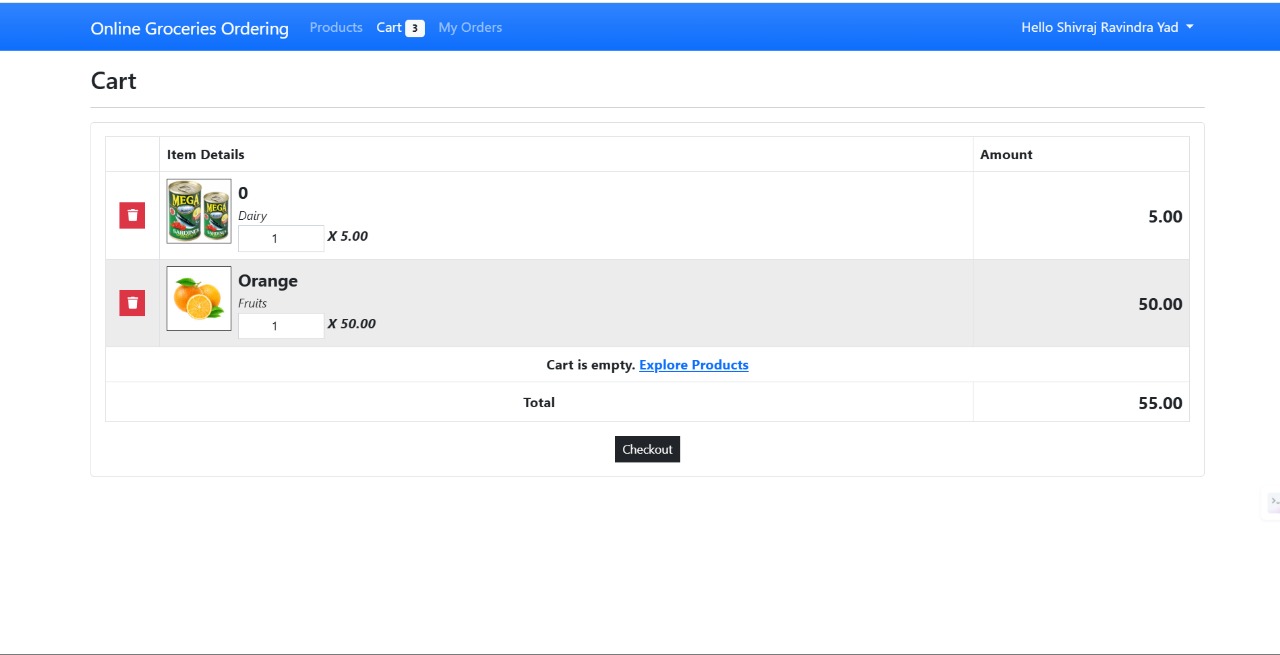 Online Groceries Ordering Products Cart 3 My Orders Hello Shivraj Ravindra Yad
Cart
Item Details Amount
MEGA MEGA
SARDINES
0
Dairy
1 X 5.00
5.00
Orange
Fruits
1 X 50.00
50.00
Cart is empty. Explore Products
Total 55.00
Checkout